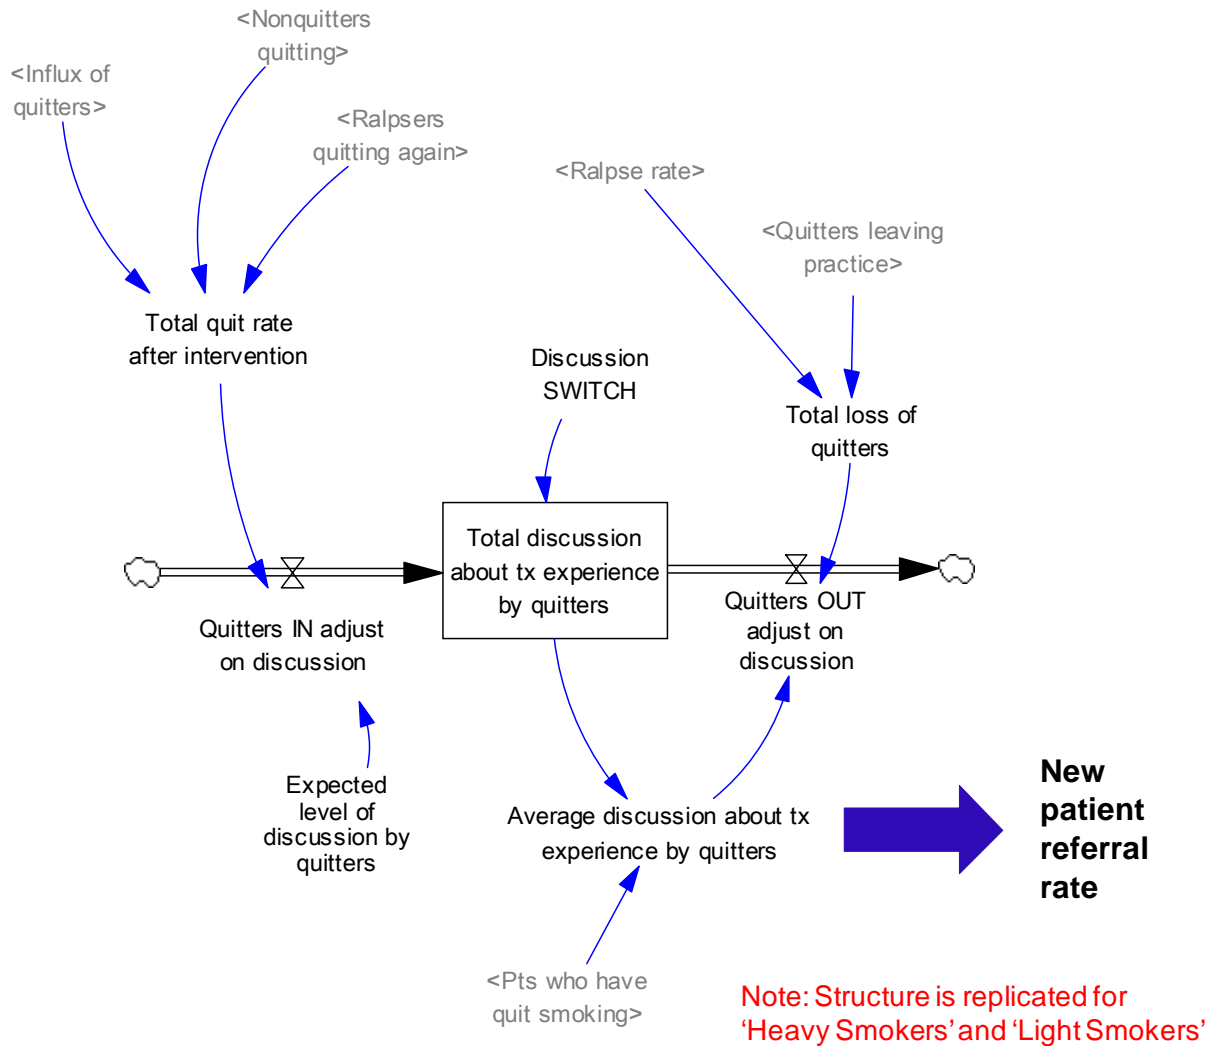 <Nonquitters
quitting>
<Influx of
quitters>
<Ralpsers
quitting again>
<Ralpse rate>
<Quitters leaving
practice>
Total quit rate
after intervention
Discussion
SWITCH
Total loss of
quitters
Total discussion
about tx experience
by quitters
Quitters IN adjust
on discussion
Quitters OUT
adjust on
discussion
Expected
level of
discussion by
quitters
Average discussion about tx
experience by quitters
New
patient
referral
rate
<Pts who have
quit smoking>
Note: Structure is replicated for
‘Heavy Smokers’ and ‘Light Smokers’